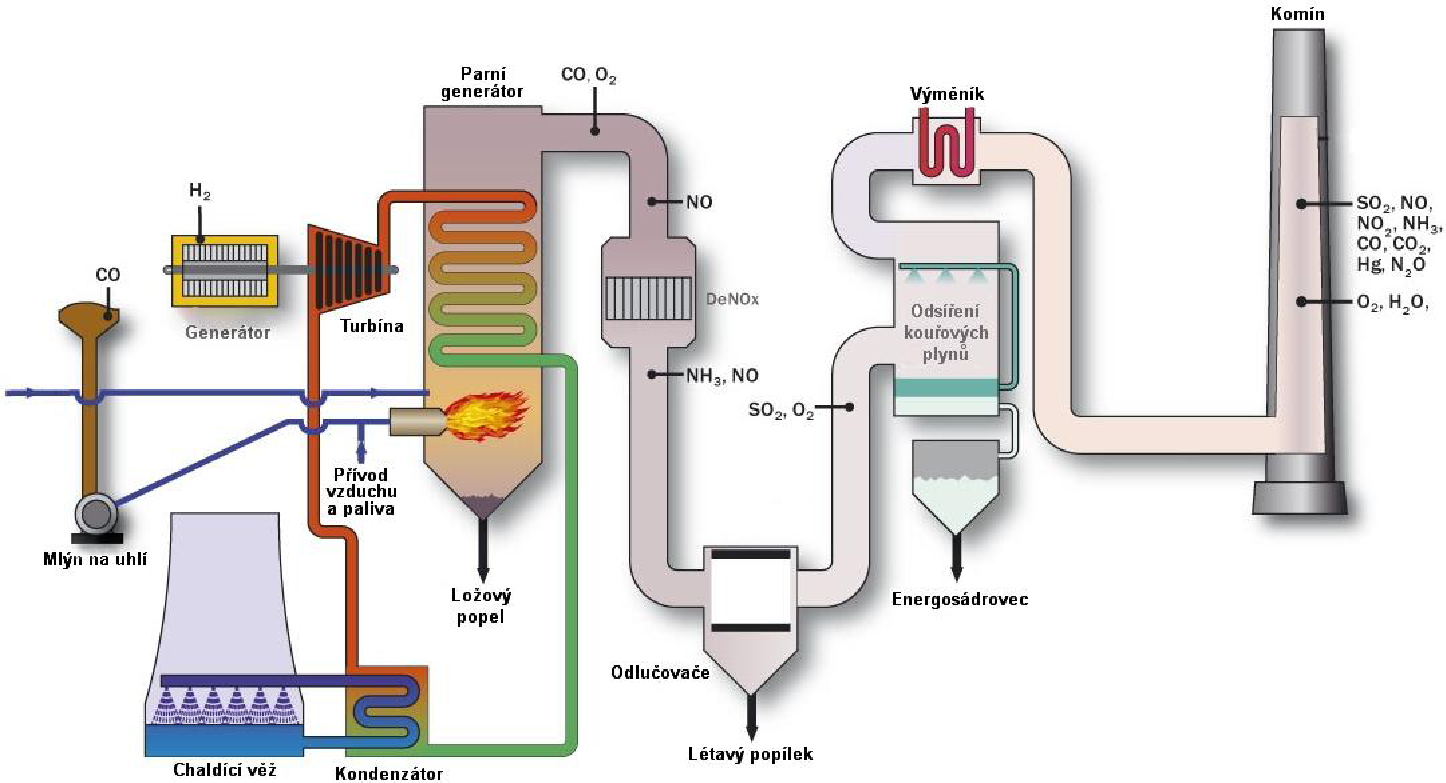 Komín
Parní
generátor
CO, O₂
Výměník
H₂
NO
SO₂, NO,
NO₂, NH₃,
CO, CO₂,
Hg, N₂O
CO
DeNOx
O₂, H₂O,
Generátor
Turbína
Odsíření
kouřových
plynů
NH₃, NO
SO₂, O₂
Přívod
vzduchu
a paliva
Mlýn na uhlí
Ložový
popel
Energosádrovec
Odlučovače
Létavý popílek
Chaldící věž
Kondenzátor